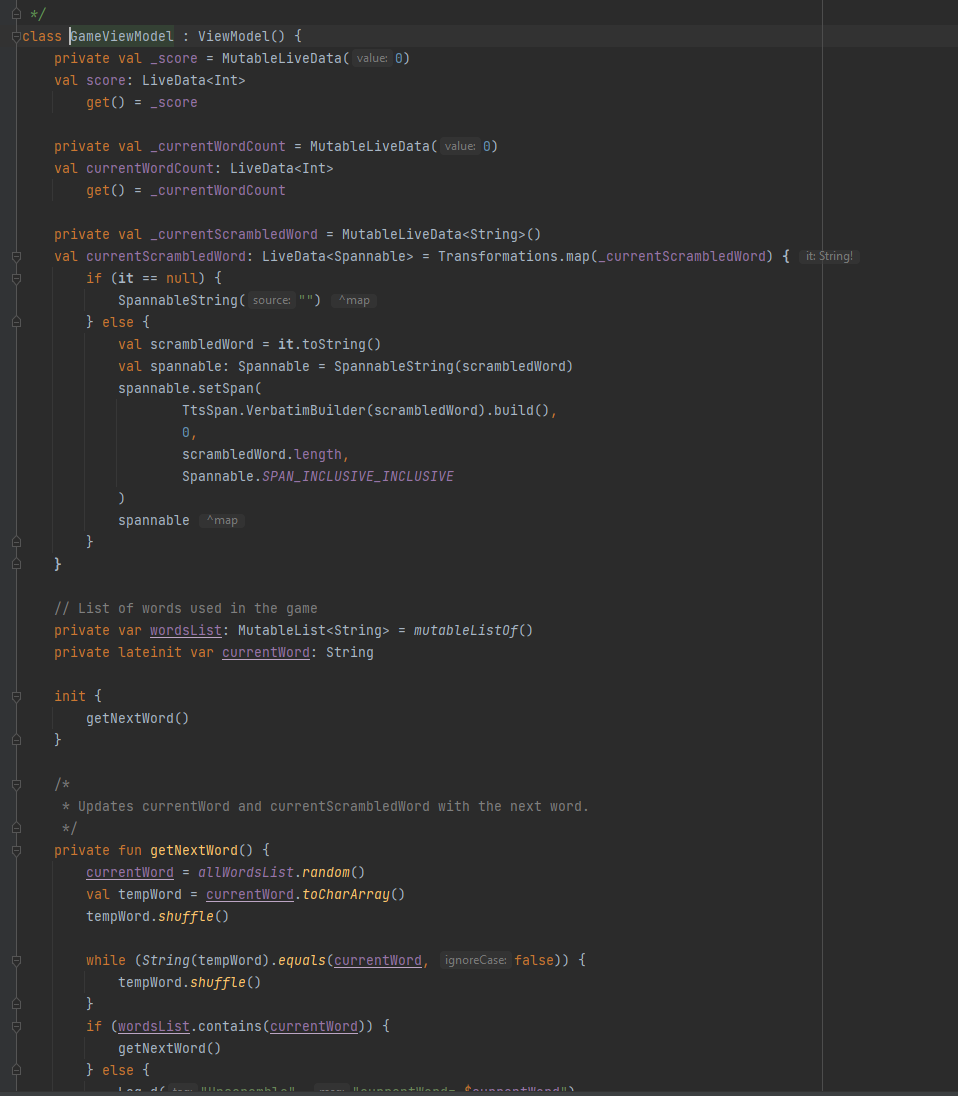 */
class GameViewModel : ViewModel() {
private val _score = MutableLiveData( value: 0)
val score: LiveData<Int>
get() = _score
private val _currentWordCount = MutableLiveData( value: 0)
val currentWordCount: LiveData<Int>
get() = _currentWordCount
private val _currentScrambledWord = MutableLiveData<String>()
val currentScrambledWord: LiveData<Spannable> = Transformations.map(_currentScrambledWord) { it: String!
if (it == null) {
SpannableString( source: "") ^map
} else {
val scrambledWord = it.toString()
val spannable: Spannable = SpannableString(scrambledWord)
spannable.setSpan(
TtsSpan.VerbatimBuilder(scrambledWord).build(),
0,
scrambledWord.length,
Spannable.SPAN_INCLUSIVE_INCLUSIVE
)
spannable ^map
}
}
// List of words used in the game
private var wordsList: MutableList<String> = mutableListOf()
private lateinit var currentWord: String
init {
getNextWord()
}
/*
* Updates currentWord and currentScrambledWord with the next word.
*/
private fun getNextWord() {
currentWord = allWordsList.random()
val tempWord = currentWord.toCharArray()
tempWord.shuffle()
while (String(tempWord).equals(currentWord, ignoreCase: false)) {
tempWord.shuffle()
}
if (wordsList.contains(currentWord)) {
getNextWord()
} else {
Log.d( "Unscramble", "currentWord= $currentWord")